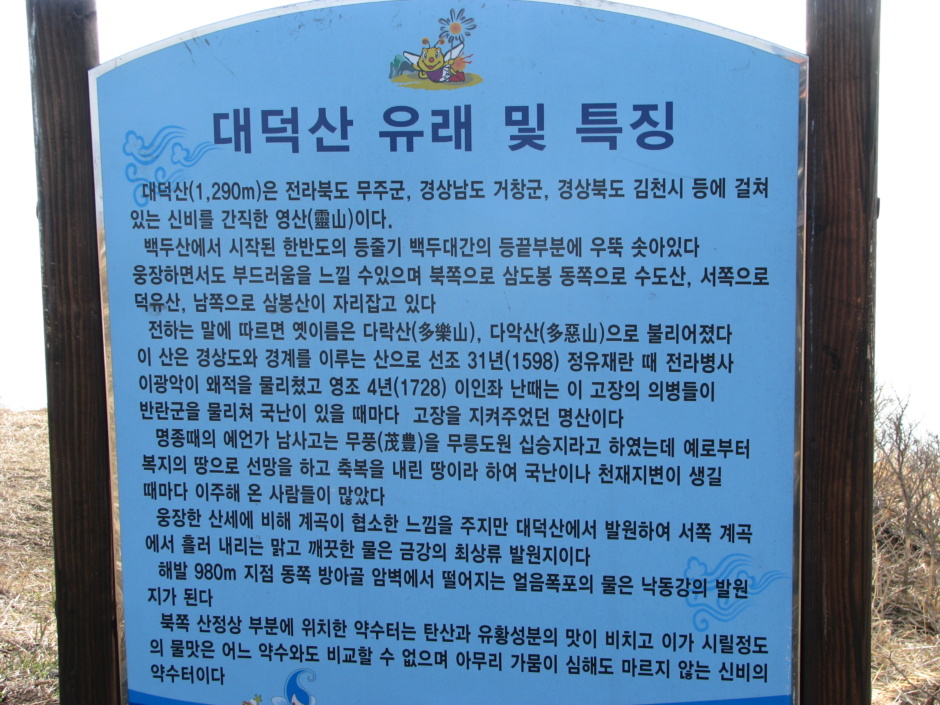 대덕산 유래 및 특징
대덕산(1,290m)은 전라북도 무주군, 경상남도 거창군, 경상북도 김천시 등에 걸쳐
있는 신비를 간직한 영산(靈山)이다.
백두산에서 시작된 한반도의 등줄기 백두대간의 등끝부분에 우뚝 솟아있다
웅장하면서도 부드러움을 느낄 수있으며 북쪽으로 삼도봉 동쪽으로 수도산, 서쪽으로
덕유산, 남쪽으로 삼봉산이 자리잡고 있다
전하는 말에 따르면 옛이름은 다락산(多樂山), 다악산(多惡山)으로 불리어졌다
이 산은 경상도와 경계를 이루는 산으로 선조 31년(1598) 정유재란 때 전라병사
이광악이 왜적을 물리쳤고 영조 4년(1728) 이인좌 난때는 이 고장의 의병들이
반란군을 물리쳐 국난이 있을 때마다 고장을 지켜주었던 명산이다
명종때의 예언가 남사고는 무풍(茂豊)을 무릉도원 십승지라고 하였는데 예로부터
복지의 땅으로 선망을 하고 축복을 내린 땅이라 하여 국난이나 천재지변이 생길
때마다 이주해 온 사람들이 많았다
웅장한 산세에 비해 계곡이 협소한 느낌을 주지만 대덕산에서 발원하여 서쪽 계곡
에서 흘러 내리는 맑고 깨끗한 물은 금강의 최상류 발원지이다
해발 980m 지점 동쪽 방아골 암벽에서 떨어지는 얼음폭포의 물은 낙동강의 발원
지가 된다
북쪽 산정상 부분에 위치한 약수터는 탄산과 유황성분의 맛이 비치고 이가 시릴정도
의 물맛은 어느 약수와도 비교할 수 없으며 아무리 가뭄이 심해도 마르지 않는 신비의
약수터이다